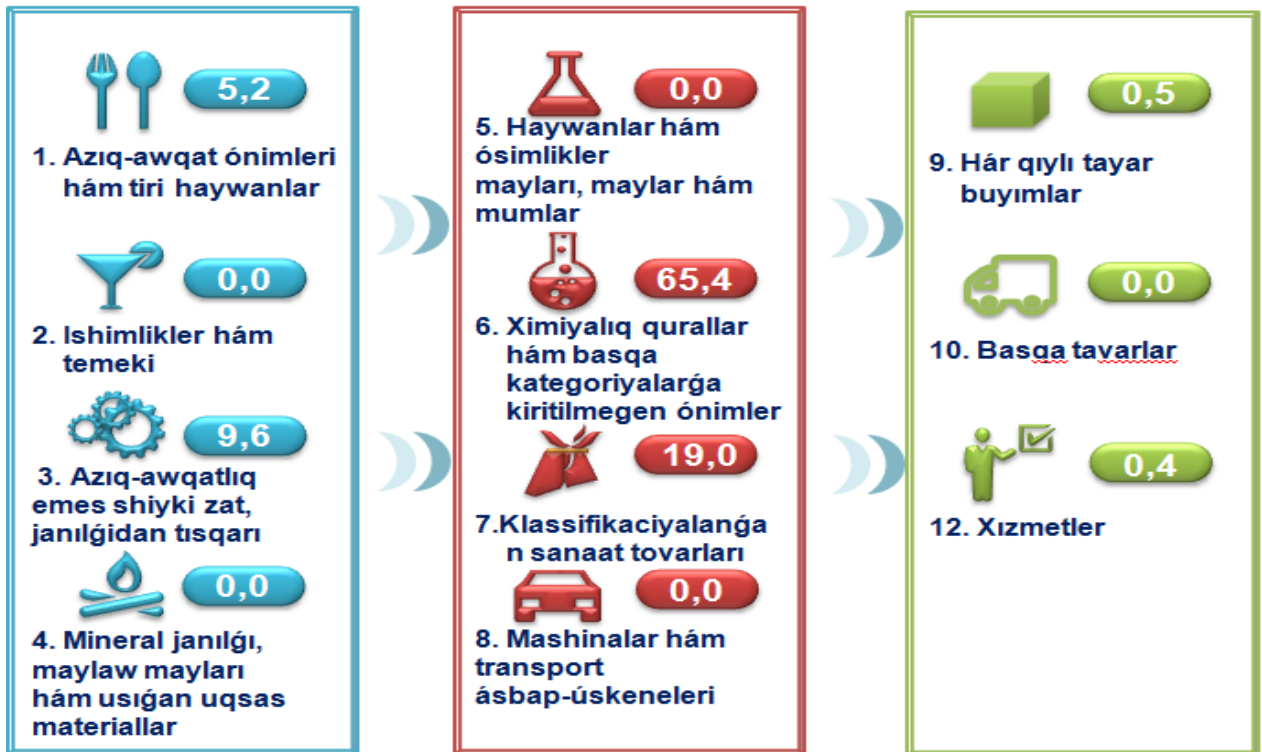 5,2
1. Azıq-awqat ónimleri
hám tiri haywanlar
0,0
2. Ishimlikler hám
temeki
9,6
3. Azıq-awqatlıq
emes shiyki zat,
janılǵidan tısqarı
0,0
4. Mineral janılǵı,
maylaw mayları
hám usıǵan uqsas
materiallar
0,0
5. Haywanlar hám
ósimlikler
mayları, maylar hám
mumlar
65,4
6. Ximiyalıq qurallar
hám basqa
kategoriyalarǵa
kiritilmegen ónimler
19,0
7.Klassifikaciyalanǵa
n sanaat tovarları
0,0
8. Mashinalar hám
transport
ásbap-úskeneleri
0,5
9. Hár qıylı tayar
buyımlar
0,0
10. Basqa tavarlar
0,4
12. Xızmetler